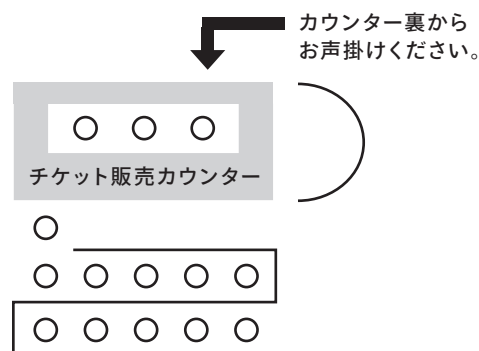 カウンター裏から
お声掛けください。
チケット販売カウンター